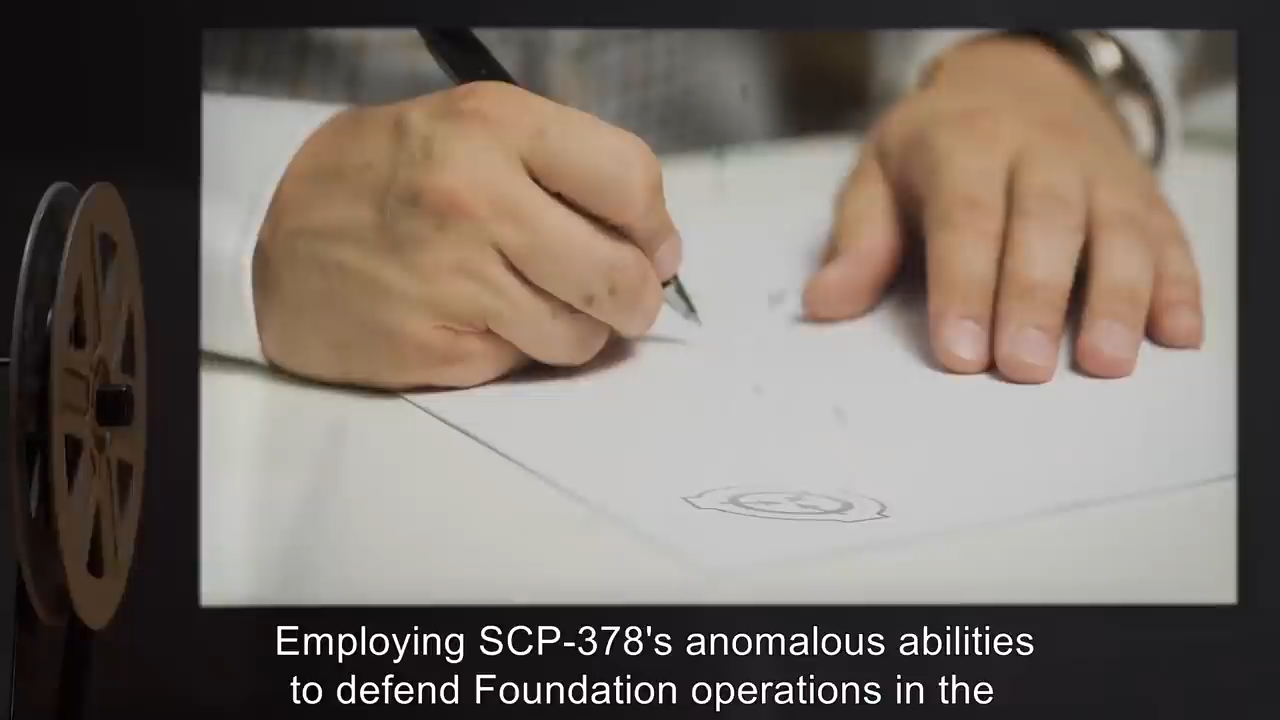 Employing SCP-378's anomalous abilities
to defend Foundation operations in the